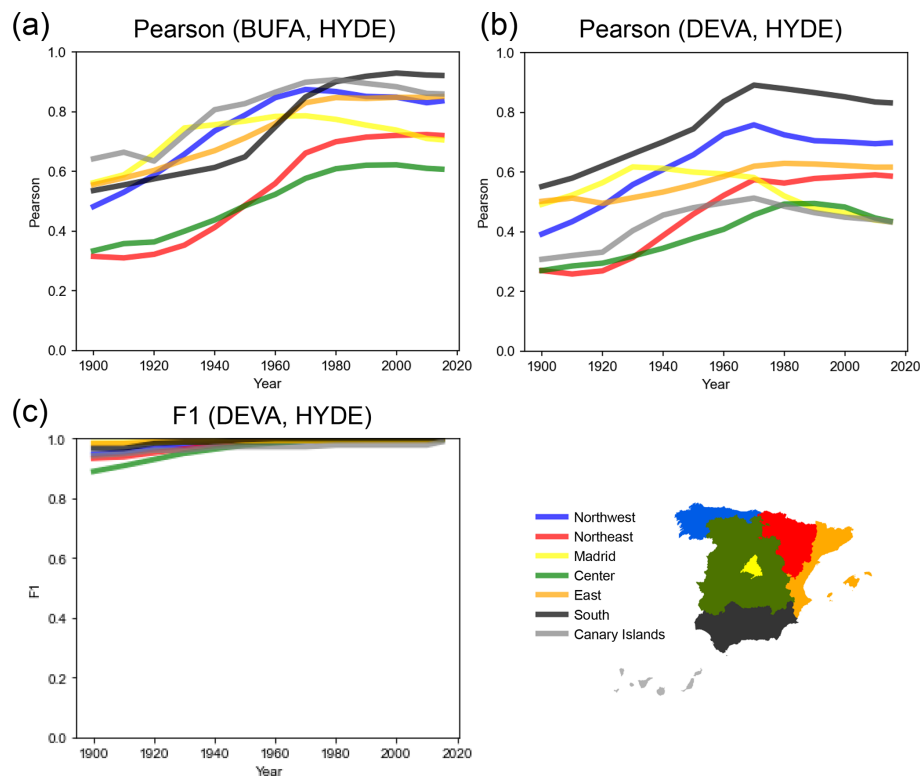 (a) Pearson (BUFA, HYDE)
1.0
0.8
0.6
0.4
0.2
0.0
Pearson
1900 1920 1940 1960 1980 2000 2020
Year
(b) Pearson (DEVA, HYDE)
1.0
0.8
0.6
0.4
0.2
0.0
Pearson
1900 1920 1940 1960 1980 2000 2020
Year
(c) F1 (DEVA, HYDE)
1.0
0.8
0.6
0.4
0.2
0.0
F1
1900 1920 1940 1960 1980 2000 2020
Year
Northwest
Northeast
Madrid
Center
East
South
Canary Islands